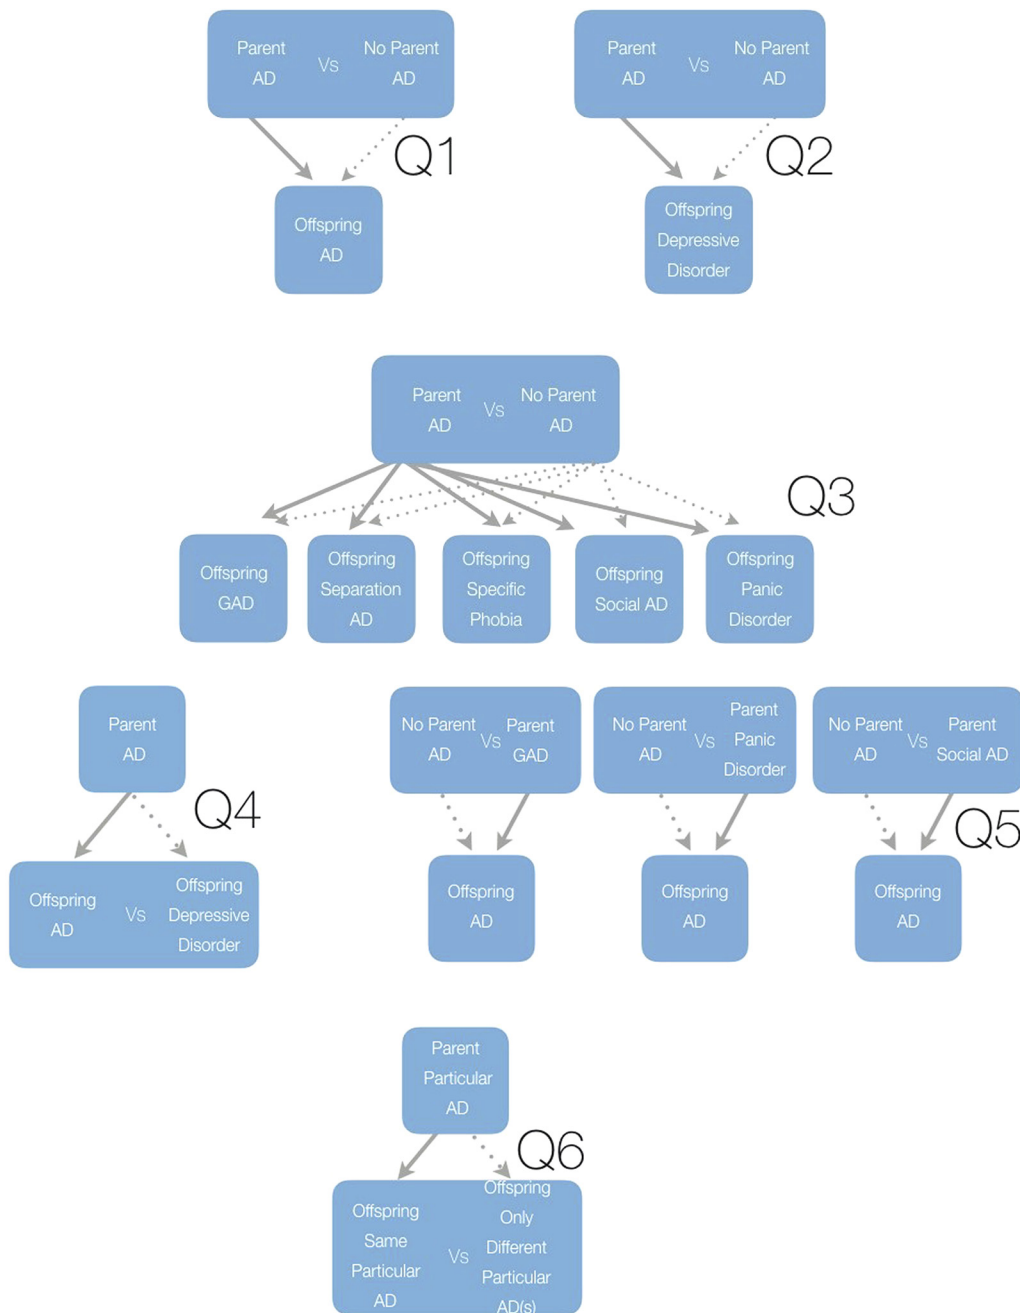 Parent
AD
Vs
No Parent
AD
Q1
Offspring
AD
Parent
AD
Vs
No Parent
AD
Q2
Offspring
Depressive
Disorder
Parent
AD
Vs
No Parent
AD
Q3
Offspring
GAD
Offspring
Separation
AD
Offspring
Specific
Phobia
Offspring
Social AD
Offspring
Panic
Disorder
Parent
AD
Q4
Offspring
AD
Vs
Offspring
Depressive
Disorder
No Parent
AD
Vs
Parent
GAD
Offspring
AD
No Parent
AD
Vs
Parent
Panic
Disorder
Offspring
AD
No Parent
AD
Vs
Parent
Social AD
Q5
Offspring
AD
Parent
Particular
AD
Q6
Offspring
Same
Particular
AD
Vs
Offspring
Only
Different
Particular
AD(s)